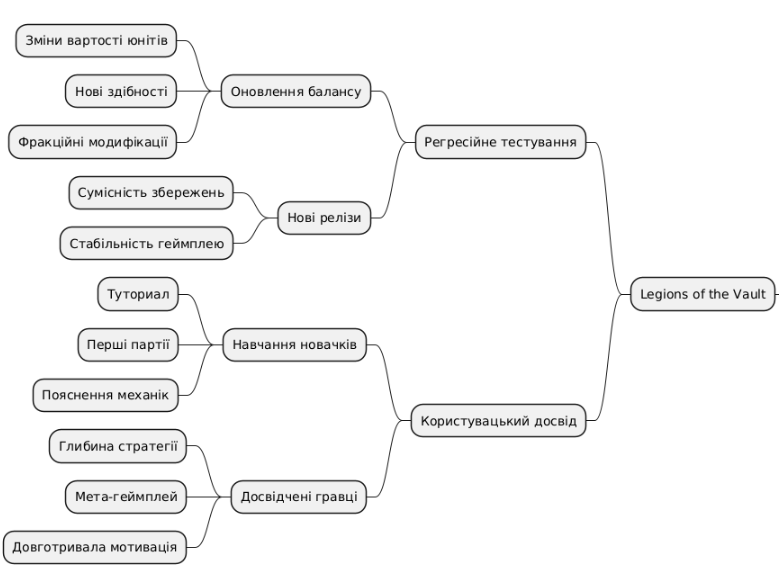 Зміни вартості юнітів
Нові здібності
Оновлення балансу
Фракційні модифікації
Регресійне тестування
Сумісність збережень
Нові релізи
Стабільність геймплею
Legions of the Vault
Туториал
Перші партії
Навчання новачків
Пояснення механік
Користувацький досвід
Глибина стратегії
Мета-геймплей
Досвідчені гравці
Довготривала мотивація